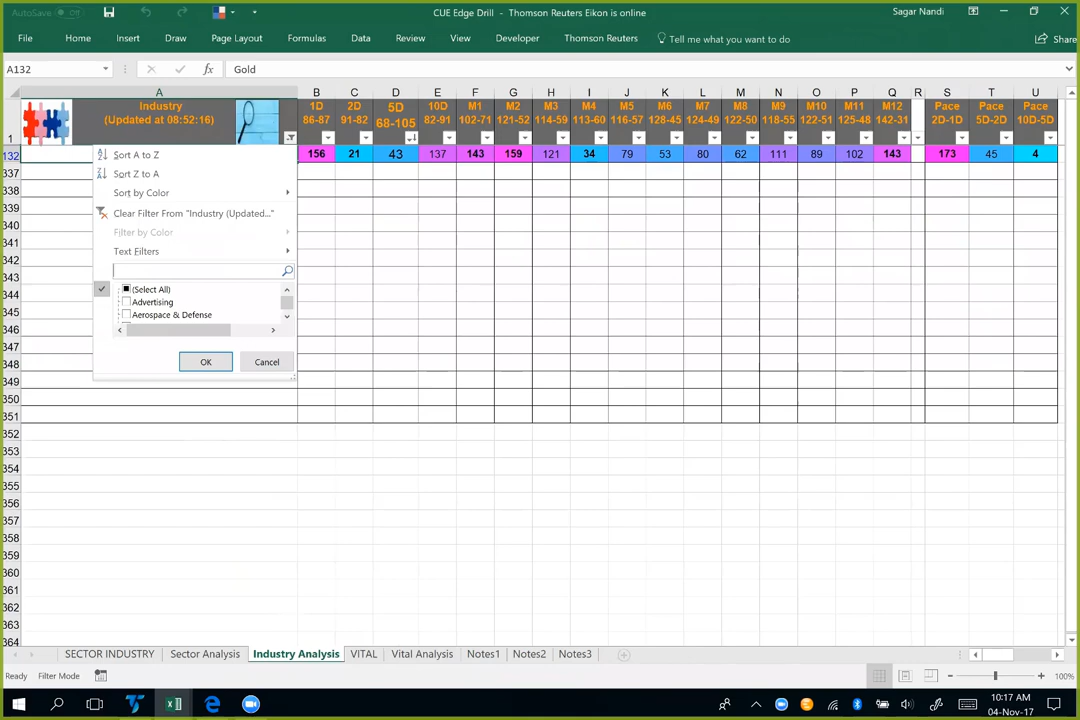 AutoSave Off
CUE Edge Drill - Thomson Reuters Eikon is online
Sagar Nandi
File Home Insert Draw Page Layout Formulas Data Review View Developer Thomson Reuters Tell me what you want to do Share
A132 fx Gold
A B C D E F G H I J K L M N O P Q R S T U
Industry 1D 2D 5D 10D M1 M2 M3 M4 M5 M6 M7 M8 M9 M10 M11 M12 Pace Pace Pace
(Updated at 08:52:16) 86-87 91-82 68-105 82-91 102-71 121-52 114-59 113-60 116-57 128-45 124-49 122-50 118-55 122-51 125-48 142-31 2D-1D 5D-2D 10D-5D
1
132 156 21 43 137 143 159 121 34 79 53 80 62 111 89 102 143 173 45 4
Sort A to Z
337
Sort Z to A
338
Sort by Color
339
Clear Filter From "Industry (Updated..."
340
Filter by Color
341
Text Filters
342
343
(Select All)
344
Advertising
345
Aerospace & Defense
346
347
348
OK Cancel
349
350
351
352
353
354
355
356
357
358
359
360
361
362
363
364
SECTOR INDUSTRY Sector Analysis Industry Analysis VITAL Vital Analysis Notes1 Notes2 Notes3
Ready Filter Mode 100%
10:17 AM
04-Nov-17